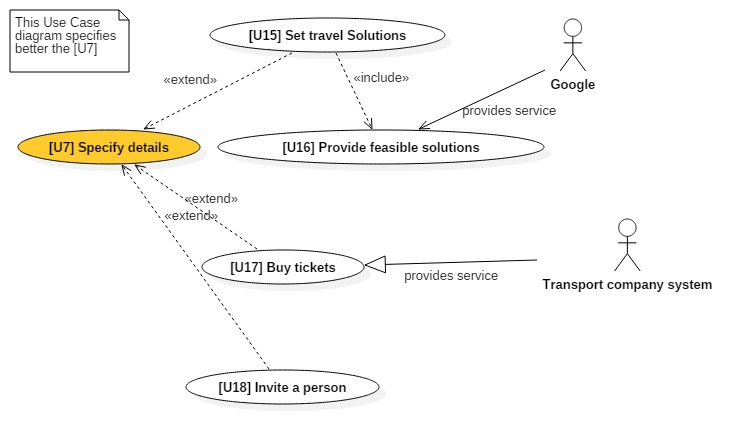 This Use Case
diagram specifies
better the [U7]
[U15] Set travel Solutions
«extend»
«include»
Google
provides service
[U7] Specify details
[U16] Provide feasible solutions
«extend»
«extend»
[U17] Buy tickets
provides service
Transport company system
[U18] Invite a person